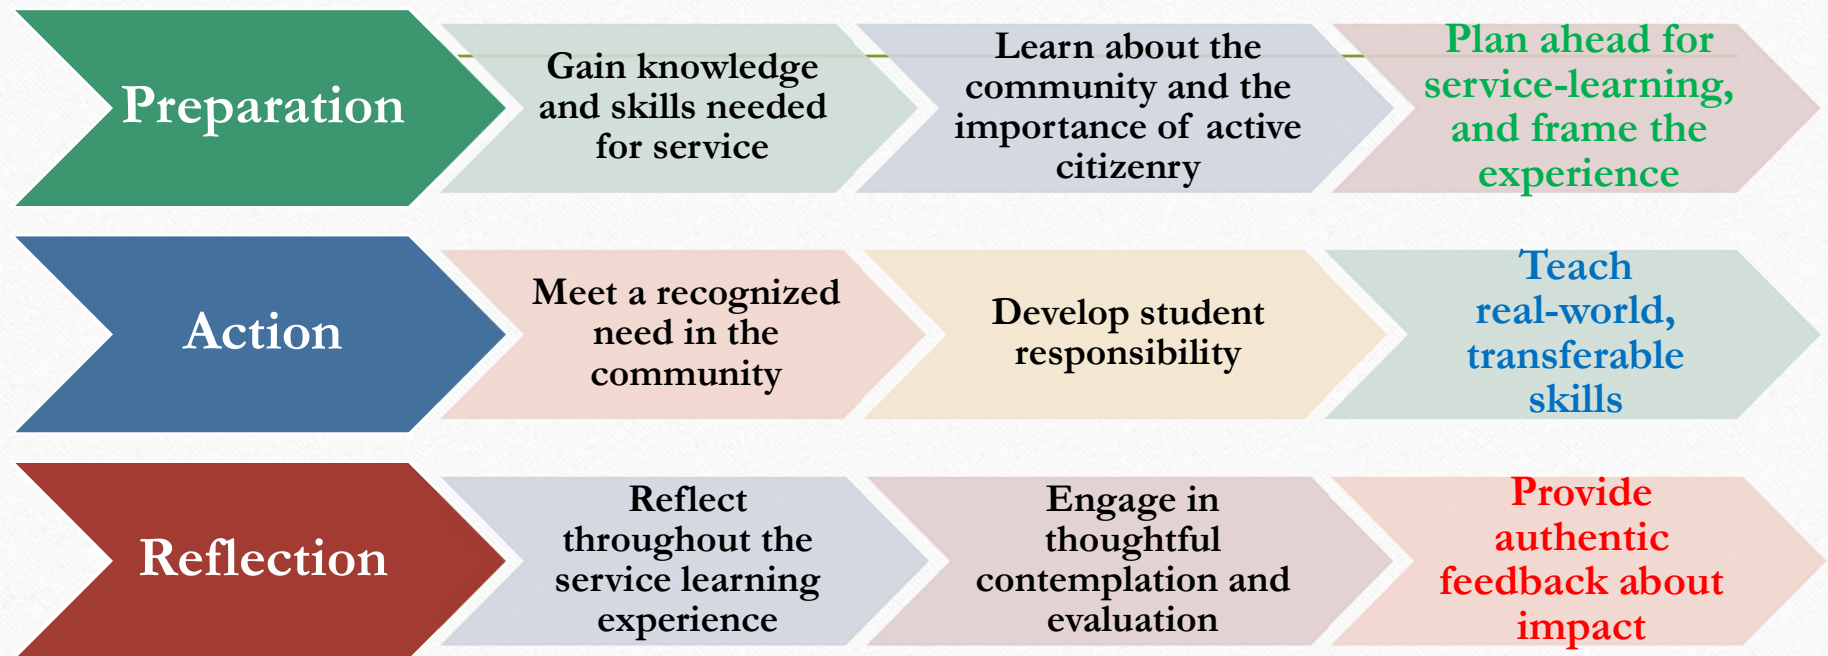 Preparation
Gain knowledge
and skills needed
for service
Learn about the
community and the
importance of active
citizenry
Plan ahead for
service-learning,
and frame the
experience
Action
Meet a recognized
need in the
community
Develop student
responsibility
Teach
real-world,
transferable
skills
Reflection
Reflect
throughout the
service learning
experience
Engage in
thoughtful
contemplation and
evaluation
Provide
authentic
feedback about
impact